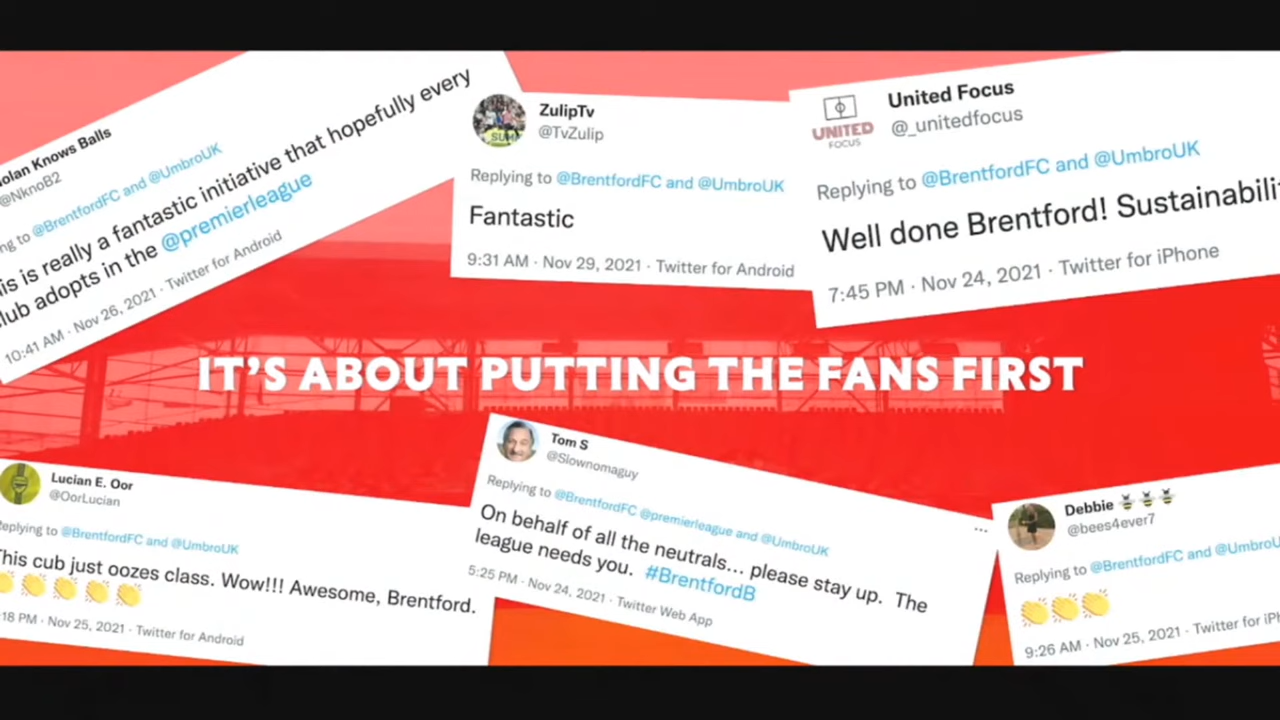 Nolan Knows Balls
@NknoB2
@BrentfordFC and @UmbroUK
is is really a fantastic initiative that hopefully every
adopts in the @premierleague
10:41 AM · Nov 26, 2021 · Twitter for Android
ZulipTv
@TvZulip
Replying to @BrentfordFC and @UmbroUK
Fantastic
9:31 AM · Nov 29, 2021 · Twitter for Android
UNITED
FOCUS
United Focus
@_unitedfocus
Replying to @BrentfordFC and @UmbroUK
Well done Brentford! Sustainabili
7:45 PM · Nov 24, 2021 · Twitter for iPhone
IT'S ABOUT PUTTING THE FANS FIRST
Lucian E. Oor
@OorLucian
Replying to @BrentfordFC and @UmbroUK
This cub just oozes class. Wow!!! Awesome, Brentford.
👏👏👏👏👏
:18 PM · Nov 25, 2021 · Twitter for Android
Tom S
@Slownomaguy
Replying to @BrentfordFC @premierleague and @UmbroUK
On behalf of all the neutrals... please stay up. The
league needs you. #BrentfordB
5:25 PM · Nov 24, 2021 · Twitter Web App
Debbie 🐝🐝🐝
@bees4ever7
Replying to @BrentfordFC and @UmbroU
👏👏👏
9:26 AM · Nov 25, 2021 · Twitter for iPh